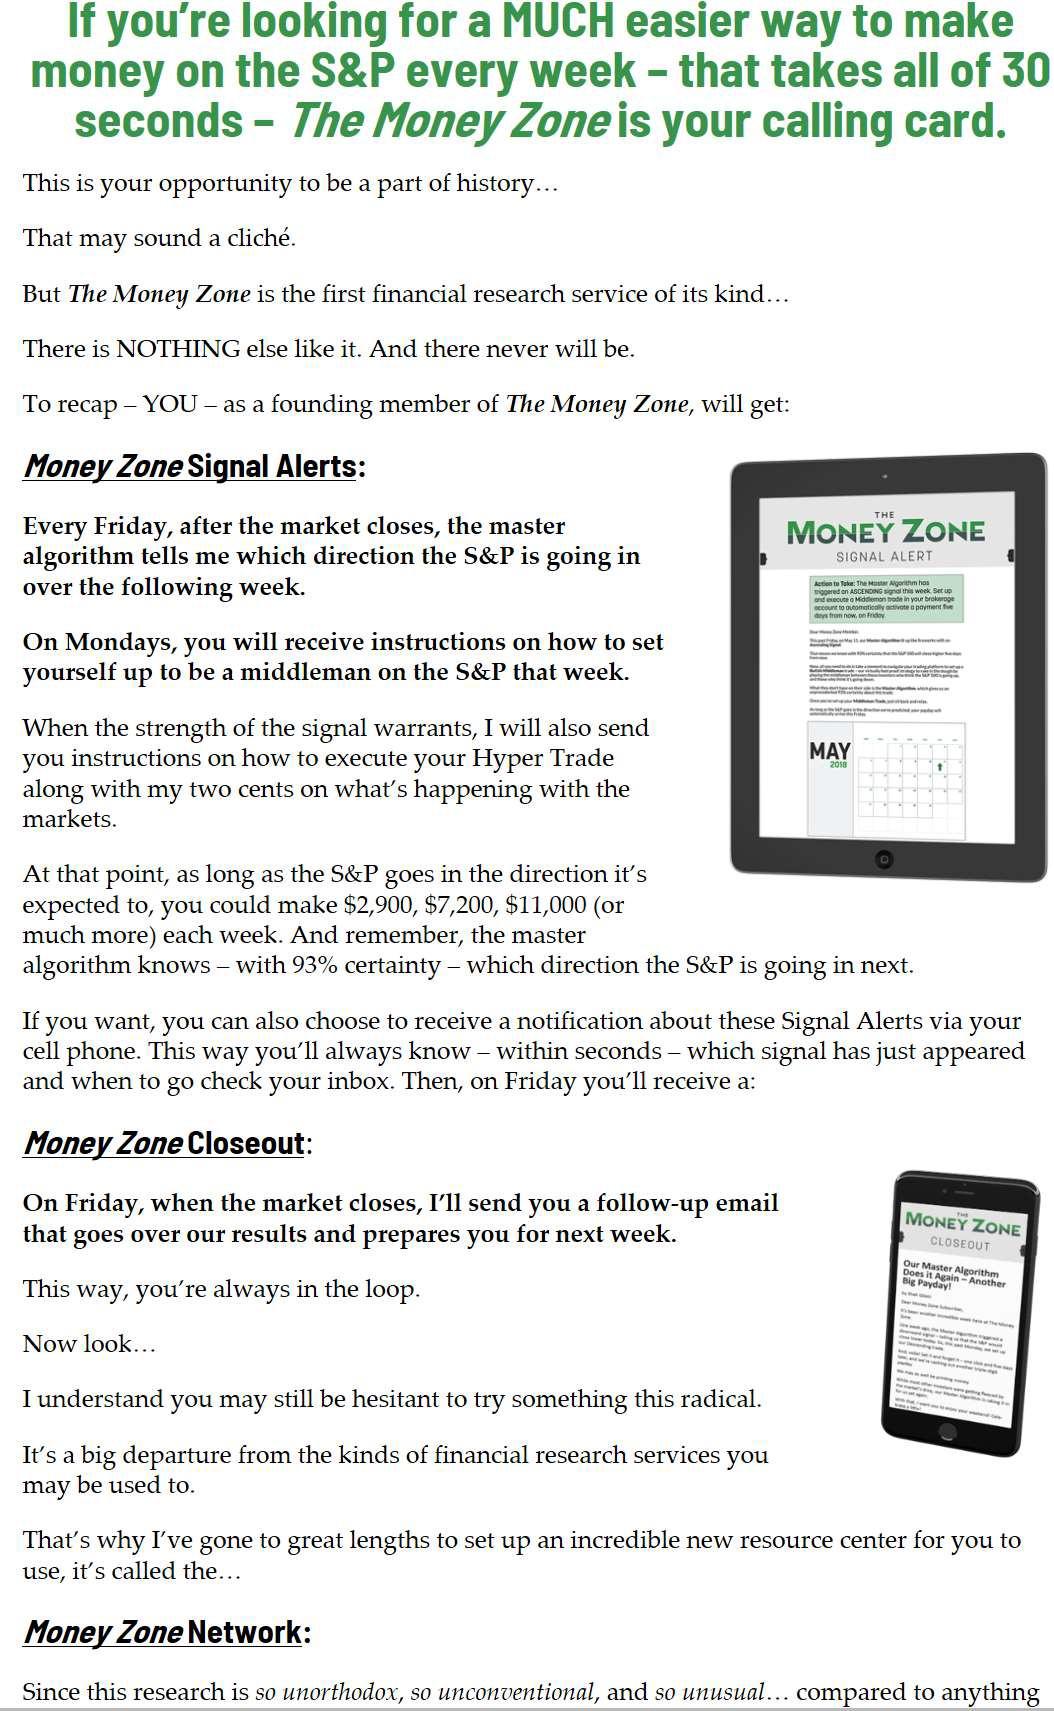 If you're looking for a MUCH easier way to make
money on the S&P every week – that takes all of 30
seconds – The Money Zone is your calling card.
This is your opportunity to be a part of history…
That may sound a cliché.
But The Money Zone is the first financial research service of its kind…
There is NOTHING else like it. And there never will be.
To recap – YOU – as a founding member of The Money Zone, will get:
Money Zone Signal Alerts:
Every Friday, after the market closes, the master
algorithm tells me which direction the S&P is going in
over the following week.
On Mondays, you will receive instructions on how to set
yourself up to be a middleman on the S&P that week.
When the strength of the signal warrants, I will also send
you instructions on how to execute your Hyper Trade
along with my two cents on what's happening with the
markets.
At that point, as long as the S&P goes in the direction it's
expected to, you could make $2,900, $7,200, $11,000 (or
much more) each week. And remember, the master
algorithm knows – with 93% certainty – which direction the S&P is going in next.
THE
MONEY ZONE
SIGNAL ALERT
Action to Take: The Master Algorithm has
triggered an ASCENDING signal this week. Set up
and execute a Middleman trade in your brokerage
account to automatically activate a payment five
days from now, on Friday.
Dear Money Zone Member,
MAY
2018
If you want, you can also choose to receive a notification about these Signal Alerts via your
cell phone. This way you'll always know – within seconds – which signal has just appeared
and when to go check your inbox. Then, on Friday you'll receive a:
Money Zone Closeout:
On Friday, when the market closes, I'll send you a follow-up email
that goes over our results and prepares you for next week.
This way, you're always in the loop.
Now look…
I understand you may still be hesitant to try something this radical.
It's a big departure from the kinds of financial research services you
may be used to.
THE
MONEY ZONE
CLOSEOUT
Our Master Algorithm
Does it Again – Another
Big Payday!
Dear Money Zone Subscriber,
That's why I've gone to great lengths to set up an incredible new resource center for you to
use, it's called the…
Money Zone Network:
Since this research is so unorthodox, so unconventional, and so unusual… compared to anything